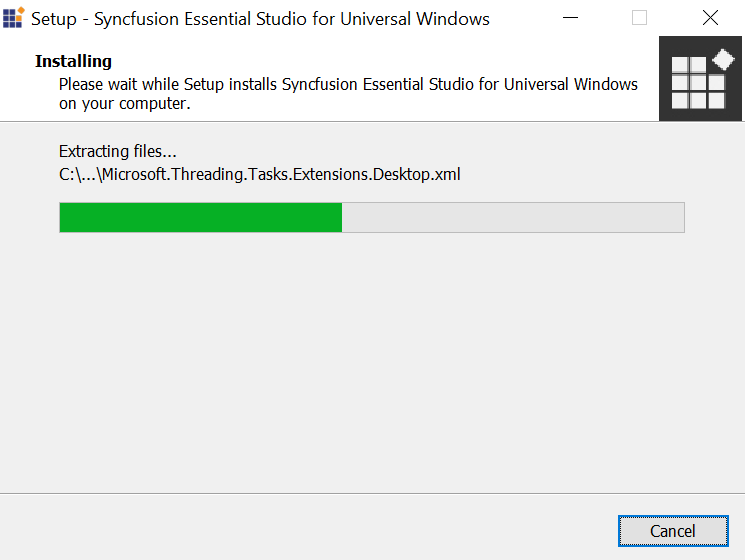 Setup - Syncfusion Essential Studio for Universal Windows
Installing
Please wait while Setup installs Syncfusion Essential Studio for Universal Windows
on your computer.
Extracting files...
C:\...\Microsoft.Threading.Tasks.Extensions.Desktop.xml
Cancel